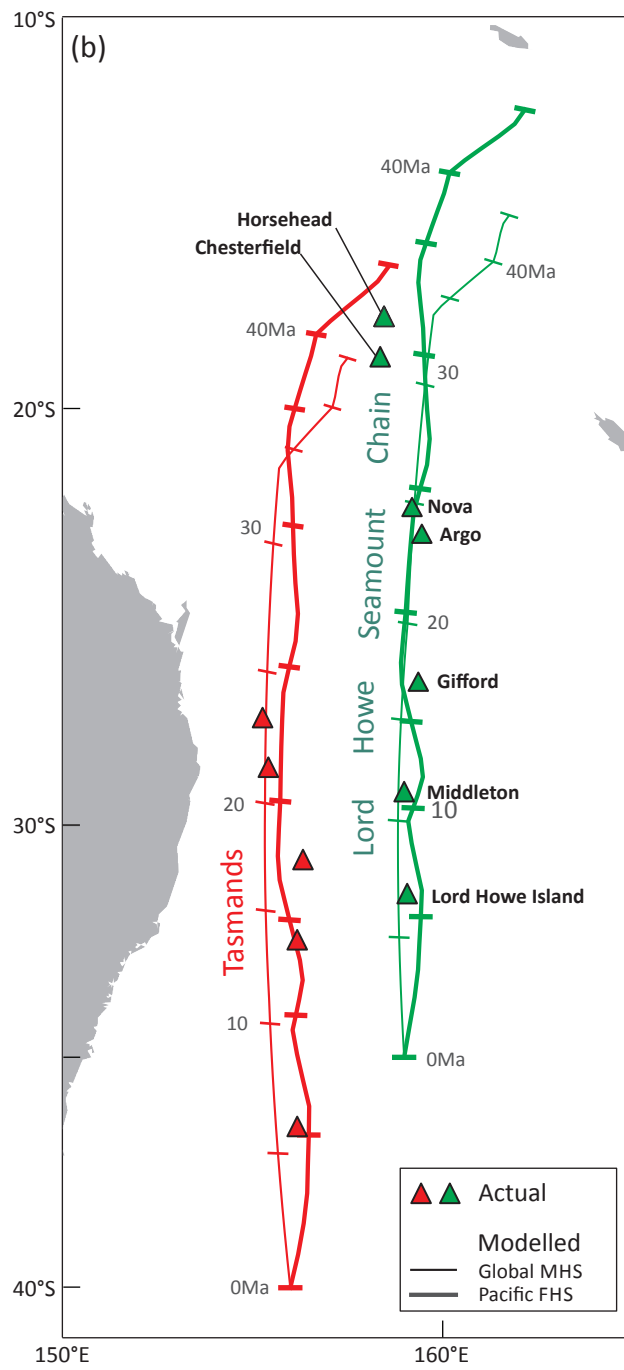 10°S
(b)
40Ma
Horsehead
Chesterfield
40Ma
40Ma
30
20°S
Chain
Nova
30
Argo
Seamount
20
Gifford
Howe
Middleton
20
10
30°S
Lord
Lord Howe Island
Tasmands
10
0Ma
Actual
Modelled
Global MHS
Pacific FHS
40°S
0Ma
150°E
160°E